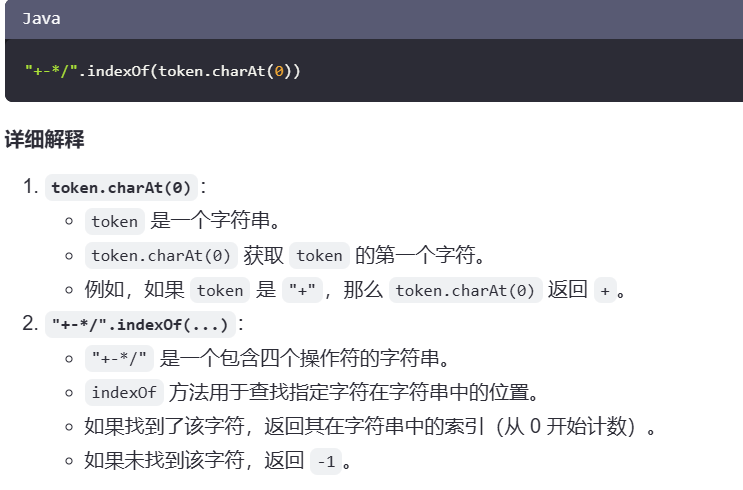 Java
"+-*/".indexOf(token.charAt(0))
详细解释
1. token.charAt(0)：
token 是一个字符串。
token.charAt(0) 获取 token 的第一个字符。
例如，如果 token 是 "+"，那么 token.charAt(0) 返回 +。
2. "+-*/".indexOf(...)：
"+-*/" 是一个包含四个操作符的字符串。
indexOf 方法用于查找指定字符在字符串中的位置。
如果找到了该字符，返回其在字符串中的索引（从 0 开始计数）。
如果未找到该字符，返回 -1。